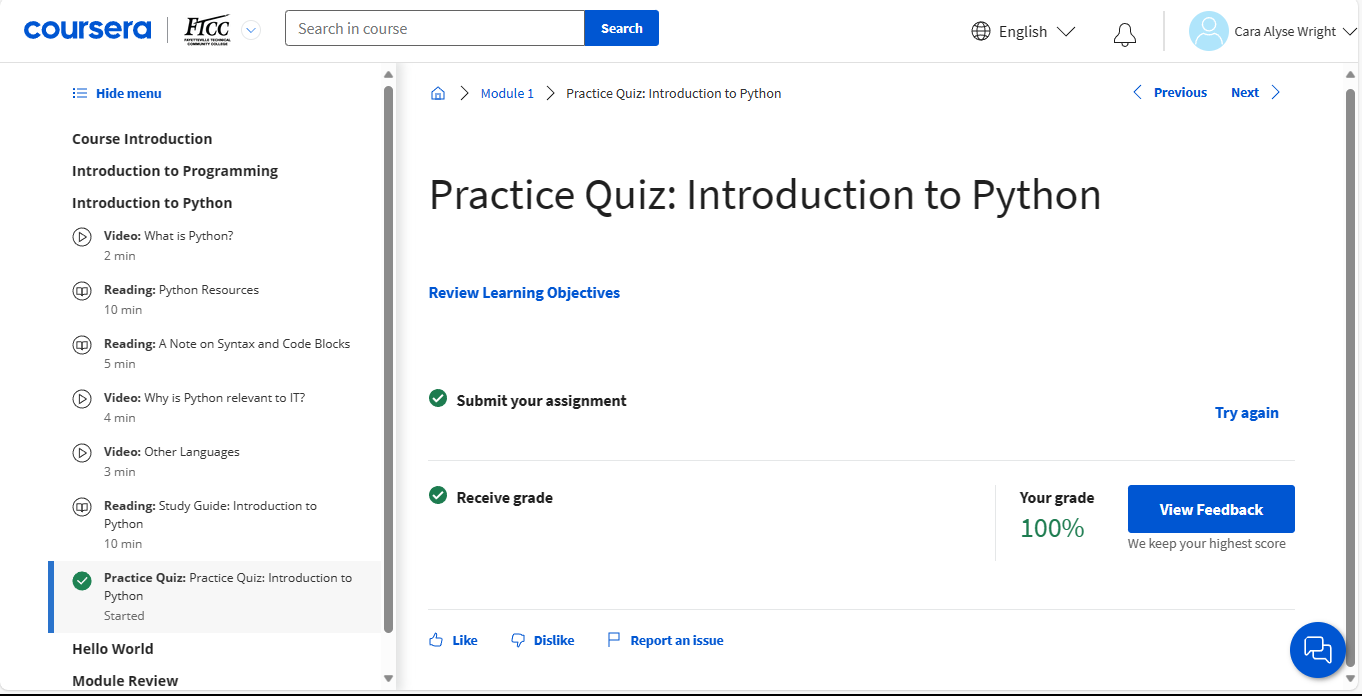 coursera
FTCC
FAYETTEVILLE TECHNICAL
COMMUNITY COLLEGE
Search in course
Search
English
Cara Alyse Wright
Hide menu
Course Introduction
Introduction to Programming
Introduction to Python
Video: What is Python?
2 min
Reading: Python Resources
10 min
Reading: A Note on Syntax and Code Blocks
5 min
Video: Why is Python relevant to IT?
4 min
Video: Other Languages
3 min
Reading: Study Guide: Introduction to
Python
10 min
Practice Quiz: Practice Quiz: Introduction to
Python
Started
Hello World
Module Review
Module 1
Practice Quiz: Introduction to Python
Previous
Next
Practice Quiz: Introduction to Python
Review Learning Objectives
Submit your assignment
Try again
Receive grade
Your grade
100%
View Feedback
We keep your highest score
Like
Dislike
Report an issue